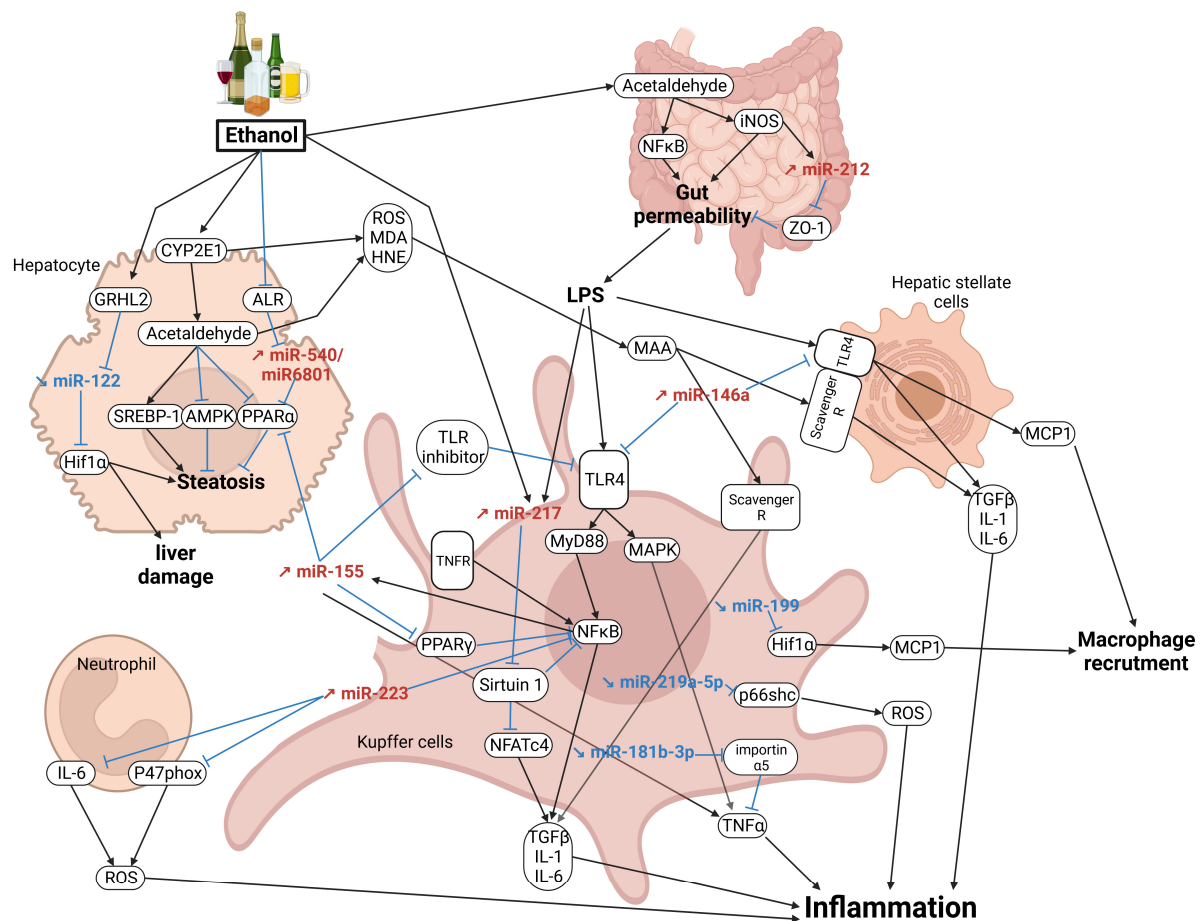 Ethanol
Acetaldehyde
iNOS
NFκB
↗ miR-212
Gut
permeability
ZO-1
ROS
MDA
HNE
CYP2E1
Hepatocyte
GRHL2
ALR
Acetaldehyde
↗ miR-540/
miR6801
↘ miR-122
SREBP-1
AMPK
PPARα
Hif1α
Steatosis
liver
damage
LPS
MAA
Hepatic stellate
cells
TLR4
Scavenger
R
↗ miR-146a
MCP1
TGFβ
IL-1
IL-6
TLR
inhibitor
TLR4
Scavenger
R
↗ miR-217
MyD88
MAPK
TNFR
↗ miR-155
NFκB
PPARγ
↘ miR-199
Hif1α
MCP1
Macrophage
recrutment
Neutrophil
↗ miR-223
Sirtuin 1
↘ miR-219a-5p
p66shc
ROS
Kupffer cells
NFATc4
↘ miR-181b-3p
importin
α5
IL-6
P47phox
TNFα
TGFβ
IL-1
IL-6
ROS
Inflammation